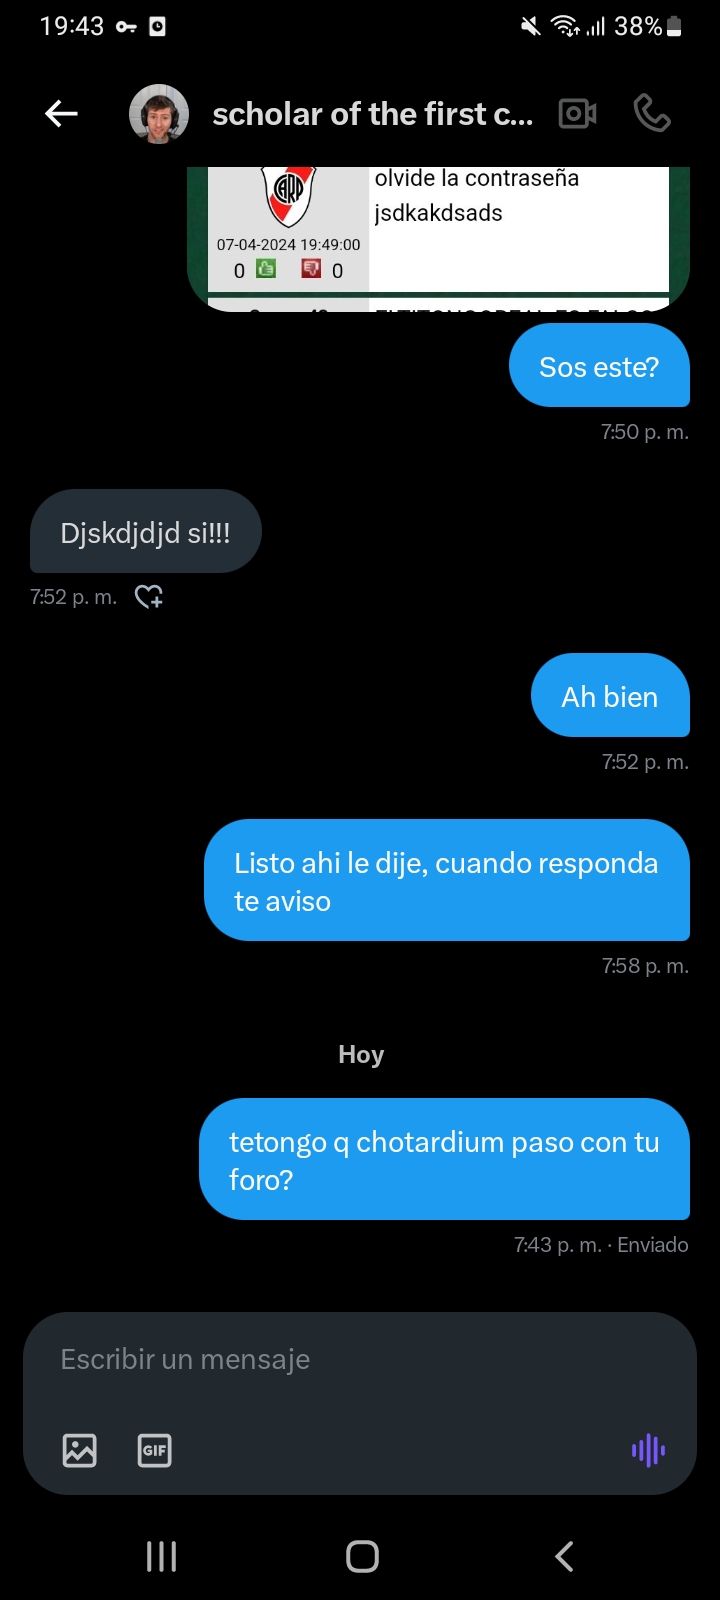 19:43
38%
scholar of the first c...
olvide la contraseña
jsdkakdsads
CARP
07-04-2024 19:49:00
0 0
Sos este?
7:50 p. m.
Djskdjdjd si!!!
7:52 p. m.
Ah bien
7:52 p. m.
Listo ahi le dije, cuando responda
te aviso
7:58 p. m.
Hoy
tetongo q chotardium paso con tu
foro?
7:43 p. m. · Enviado
Escribir un mensaje
GIF